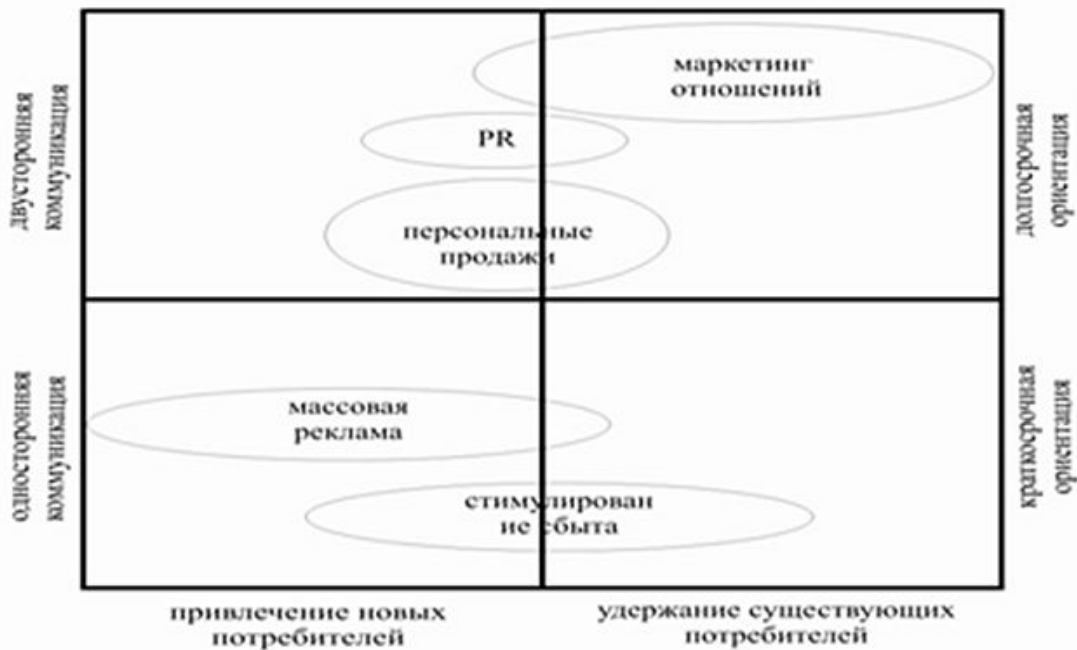 двусторонняя
коммуникация
маркетинг
отношений
PR
персональные
продажи
долгосрочная
ориентация
односторонняя
коммуникация
массовая
реклама
стимулирован
ие сбыта
краткосрочная
ориентация
привлечение новых
потребителей
удержание существующих
потребителей